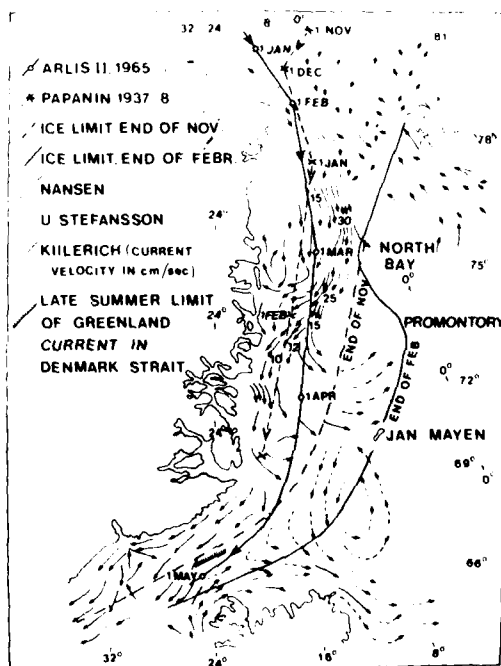 32 24 8 0°
1 NOV
81
1 JAN
1 DEC
1 FEB
1 JAN
78°
ARLIS II, 1965
PAPANIN 1937 8
ICE LIMIT END OF NOV
ICE LIMIT END OF FEBR.
NANSEN
U STEFANSSON
KIILERICH (CURRENT
VELOCITY IN cm/sec)
LATE SUMMER LIMIT
OF GREENLAND
CURRENT IN
DENMARK STRAIT
15
30
24°
1 MAR
NORTH
BAY
75°
0°
25
1 FEB
15
12
10
10
24°
END OF NOV
PROMONTORY
END OF FEB
0°
72°
1 APR
24°
JAN MAYEN
69°
0°
1 MAY
66°
32° 24° 16° 8°